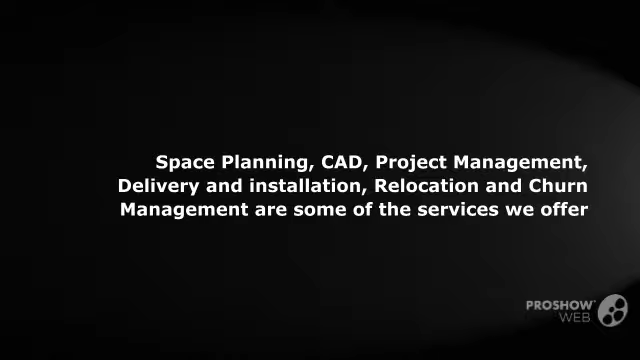 Space Planning, CAD, Project Management,
Delivery and installation, Relocation and Churn
Management are some of the services we offer
PROSHOW™
WEB